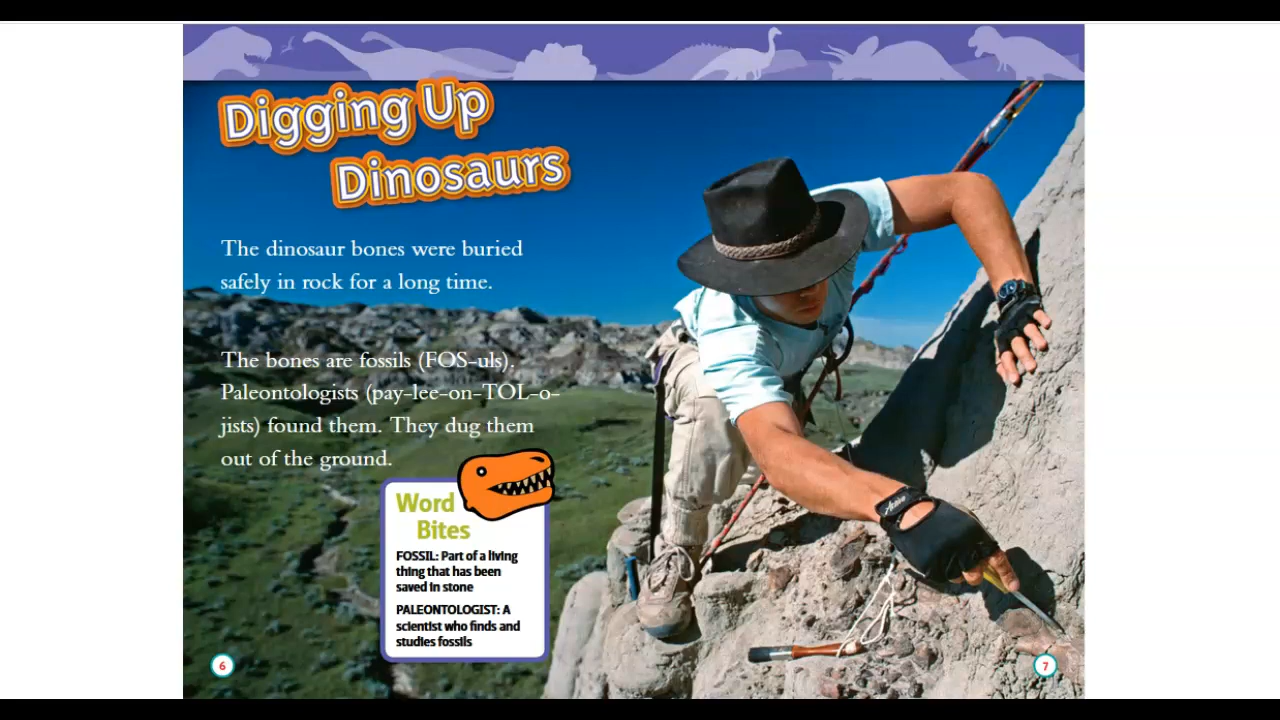 Digging Up
Dinosaurs
The dinosaur bones were buried
safely in rock for a long time.
The bones are fossils (FOS-uls).
Paleontologists (pay-lee-on-TOL-o-
jists) found them. They dug them
out of the ground.
Word
Bites
FOSSIL: Part of a living
thing that has been
saved in stone
PALEONTOLOGIST: A
scientist who finds and
studies fossils
6
7